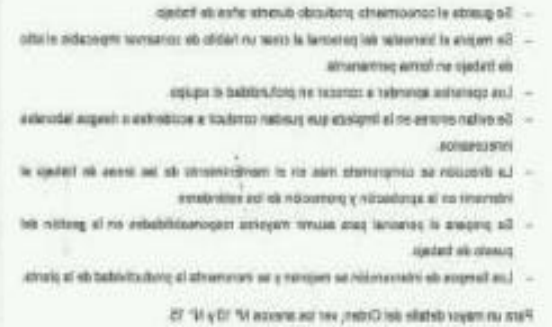 - Se guarda el conocimiento producido durante años de trabajo.
- Se mejora el bienestar del personal al crear un hábito de conservar impecable el sitio
de trabajo en forma permanente.
- Los operarios aprenden a conocer en profundidad el equipo.
- Se evitan errores en la limpieza que puedan conducir a accidentes o riesgos laborales
innecesarios.
- La dirección se compromete más en el mantenimiento de las áreas de trabajo al
intervenir en la aprobación y promoción de los estándares
- Se prepara el personal para asumir mayores responsabilidades en la gestión del
puesto de trabajo.
- Los tiempos de intervención se mejoran y se incrementa la productividad de la planta.
Para un mayor detalle del Orden, ver los anexos Nº 10 y Nº 15.